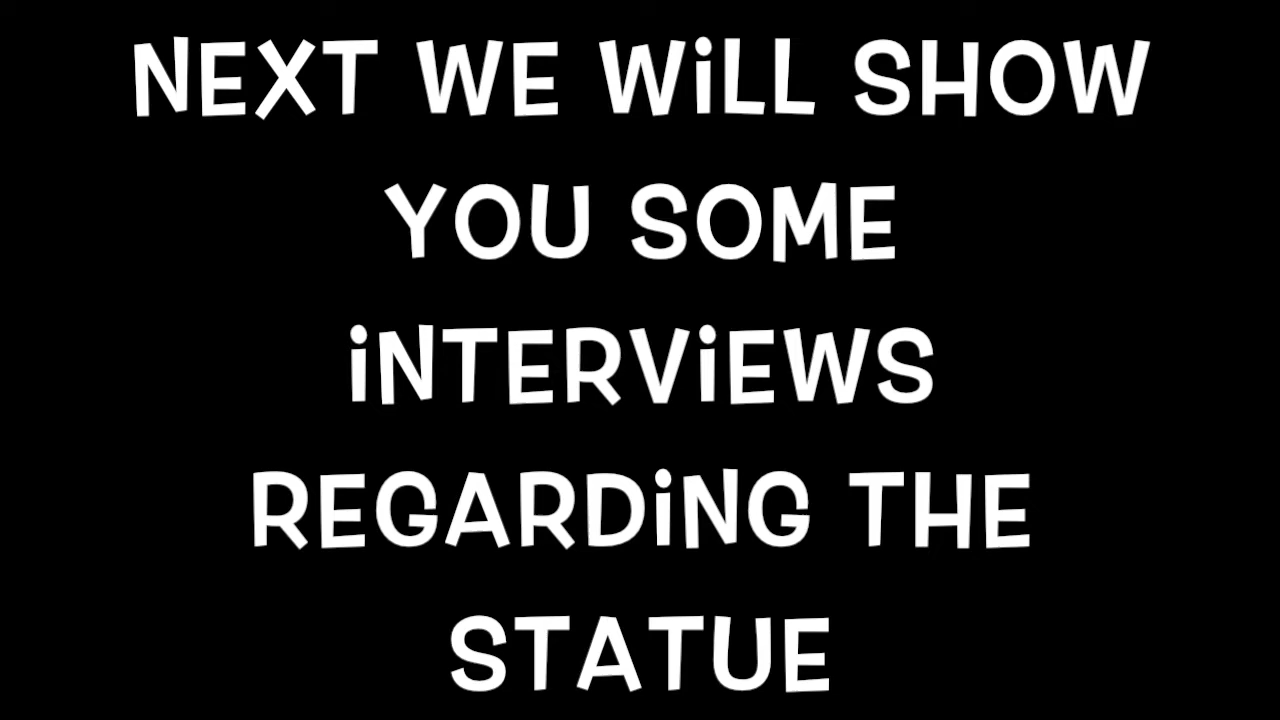 NEXT WE WiLL SHOW
YOU SOME
iNTERViEWS
REGARDiNG THE
STATUE